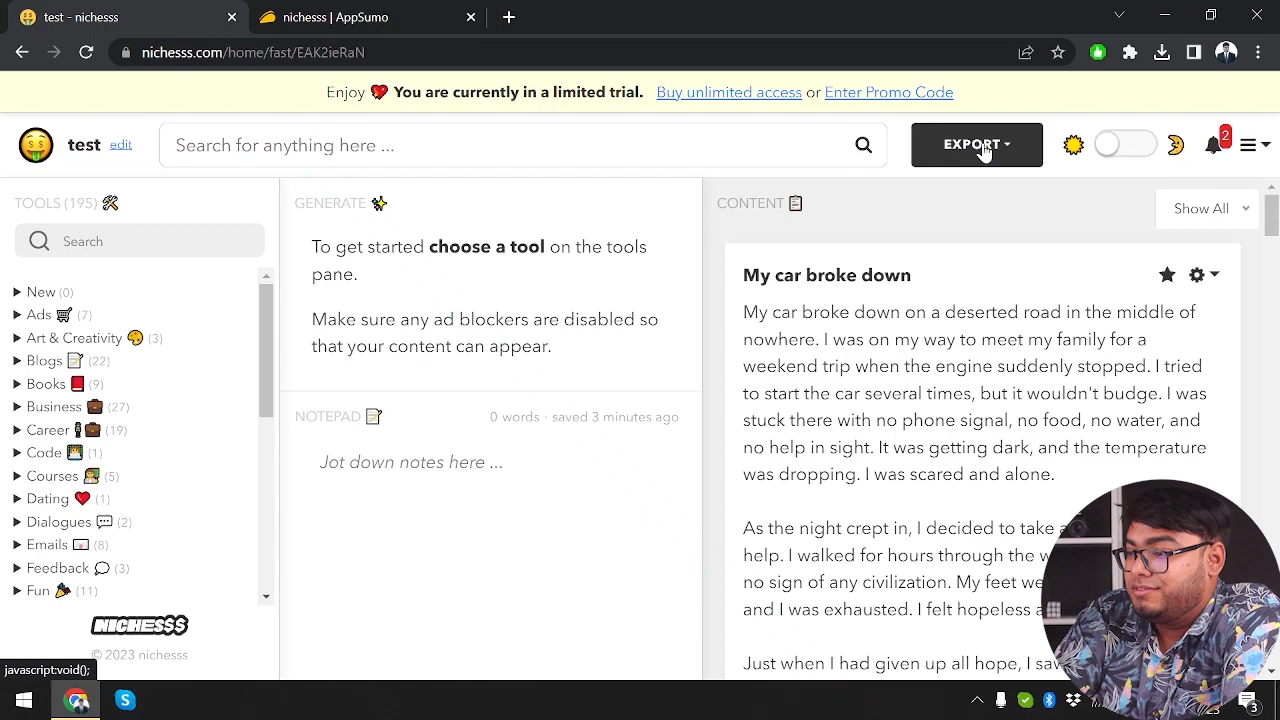 test - nichesss
nichesss | AppSumo
nichesss.com/home/fast/EAK2ieRaN
Enjoy ❤️ You are currently in a limited trial. Buy unlimited access or Enter Promo Code
test edit
Search for anything here ...
EXPORT
2
TOOLS (195)
Search
New (0)
Ads (7)
Art & Creativity (3)
Blogs (22)
Books (9)
Business (27)
Career (19)
Code (1)
Courses (5)
Dating (1)
Dialogues (2)
Emails (8)
Feedback (3)
Fun (11)
NICHES$$
© 2023 nichesss
javascript:void();
GENERATE
To get started choose a tool on the tools
pane.
Make sure any ad blockers are disabled so
that your content can appear.
NOTEPAD
0 words · saved 3 minutes ago
Jot down notes here ...
CONTENT
Show All
My car broke down
My car broke down on a deserted road in the middle of
nowhere. I was on my way to meet my family for a
weekend trip when the engine suddenly stopped. I tried
to start the car several times, but it wouldn't budge. I was
stuck there with no phone signal, no food, no water, and
no help in sight. It was getting dark, and the temperature
was dropping. I was scared and alone.
As the night crept in, I decided to take
help. I walked for hours through the
no sign of any civilization. My feet
and I was exhausted. I felt hopeless
Just when I had given up all hope, I
3